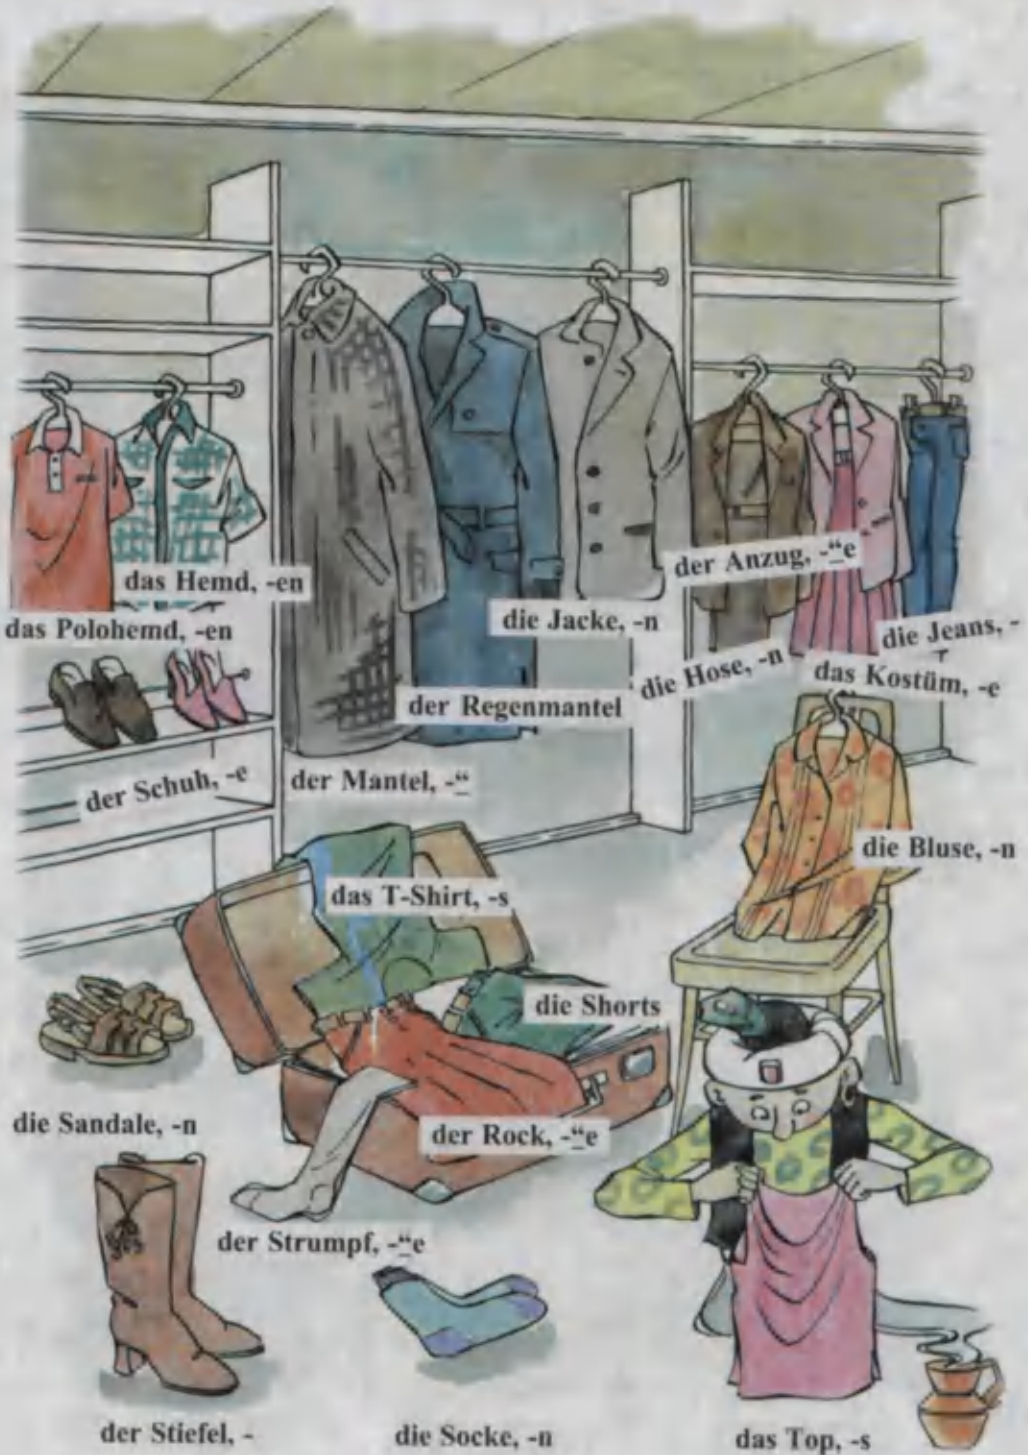 das Hemd, -en
das Polohemd, -en
die Jacke, -n
der Anzug, -"e
die Jeans, -
die Hose, -n
das Kostüm, -e
der Regenmantel
der Schuh, -e
der Mantel, -"
die Bluse, -n
das T-Shirt, -s
die Shorts
die Sandale, -n
der Rock, -"e
der Strumpf, -"e
der Stiefel, -
die Socke, -n
das Top, -s